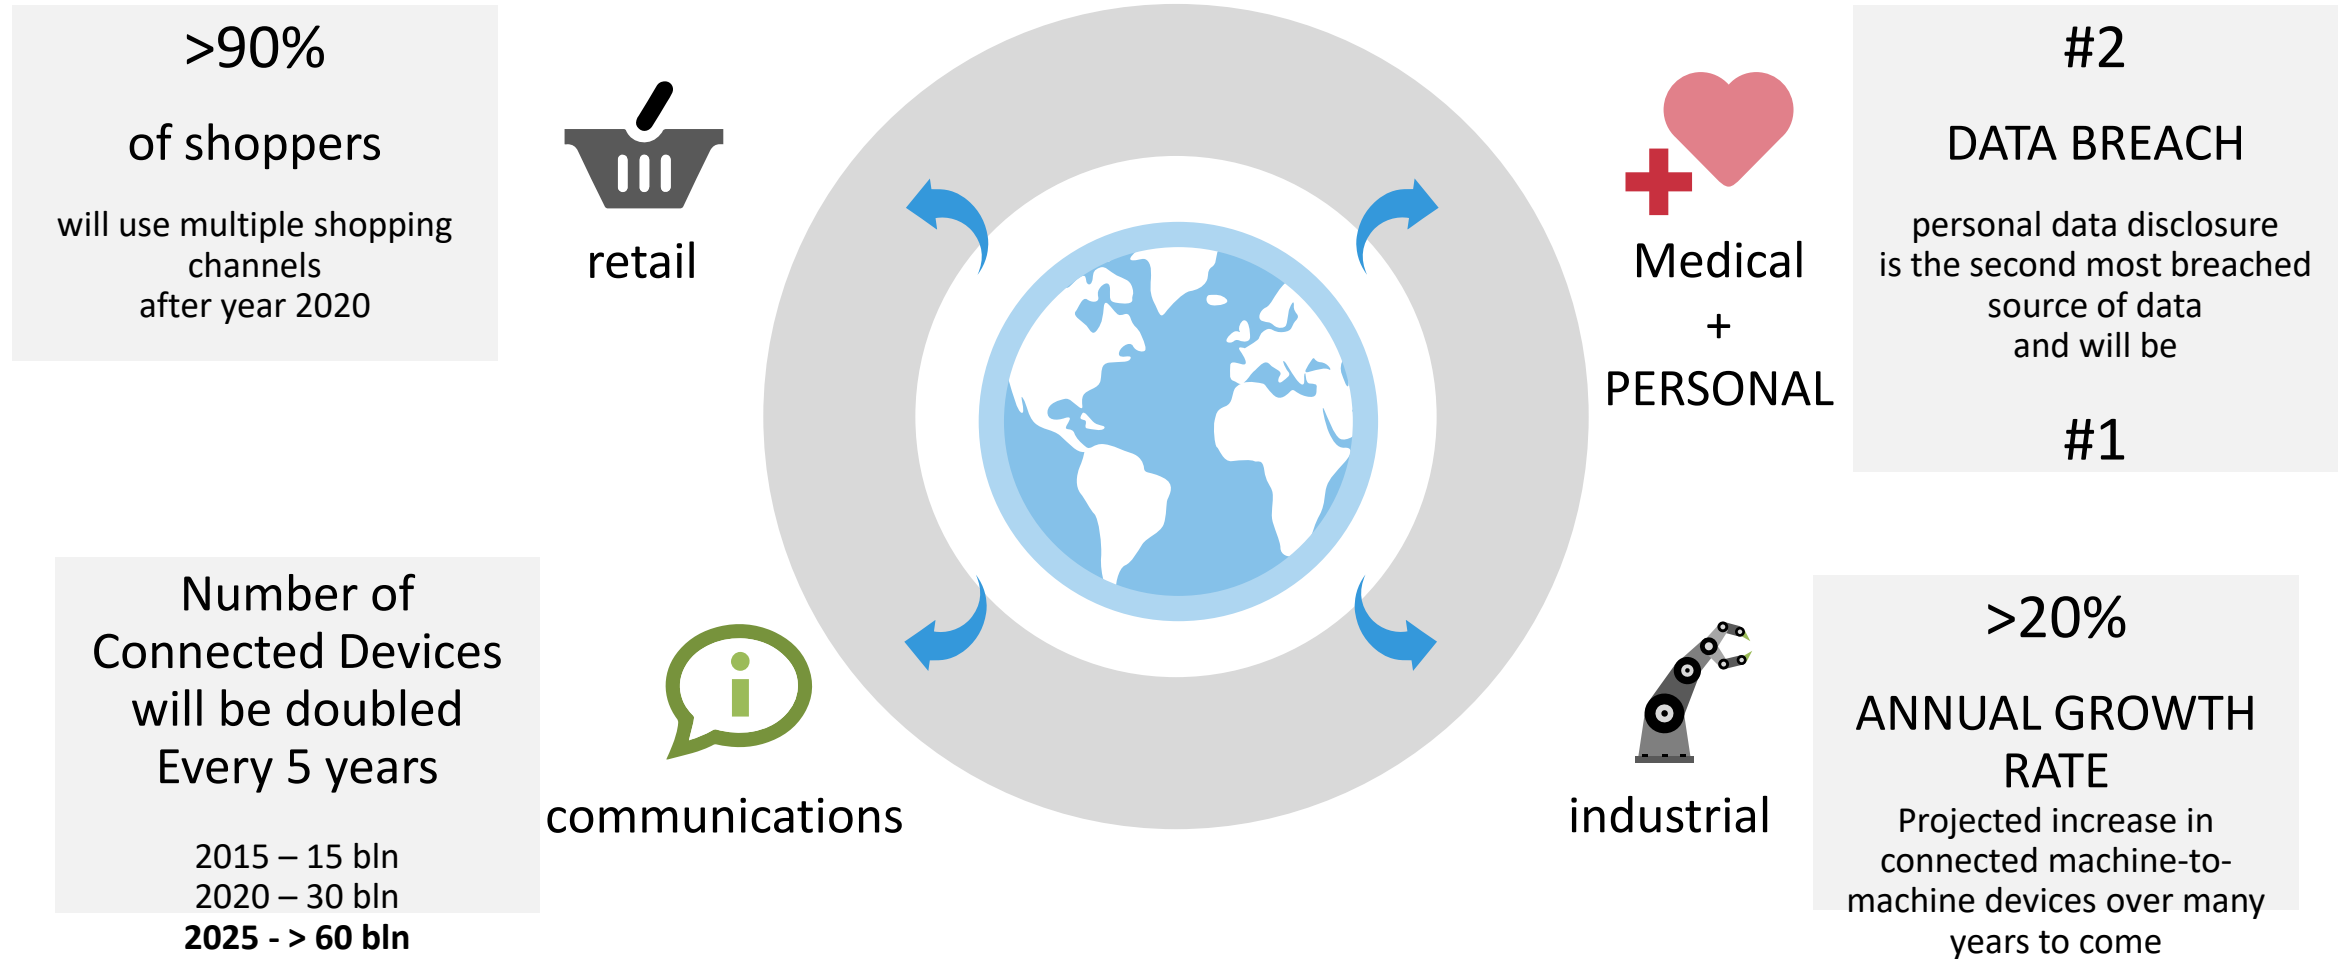 >90%
of shoppers
will use multiple shopping
channels
after year 2020
retail
Medical
+
PERSONAL
#2
DATA BREACH
personal data disclosure
is the second most breached
source of data
and will be
#1
Number of
Connected Devices
will be doubled
Every 5 years
2015 – 15 bln
2020 – 30 bln
2025 - > 60 bln
communications
industrial
>20%
ANNUAL GROWTH
RATE
Projected increase in
connected machine-to-
machine devices over many
years to come